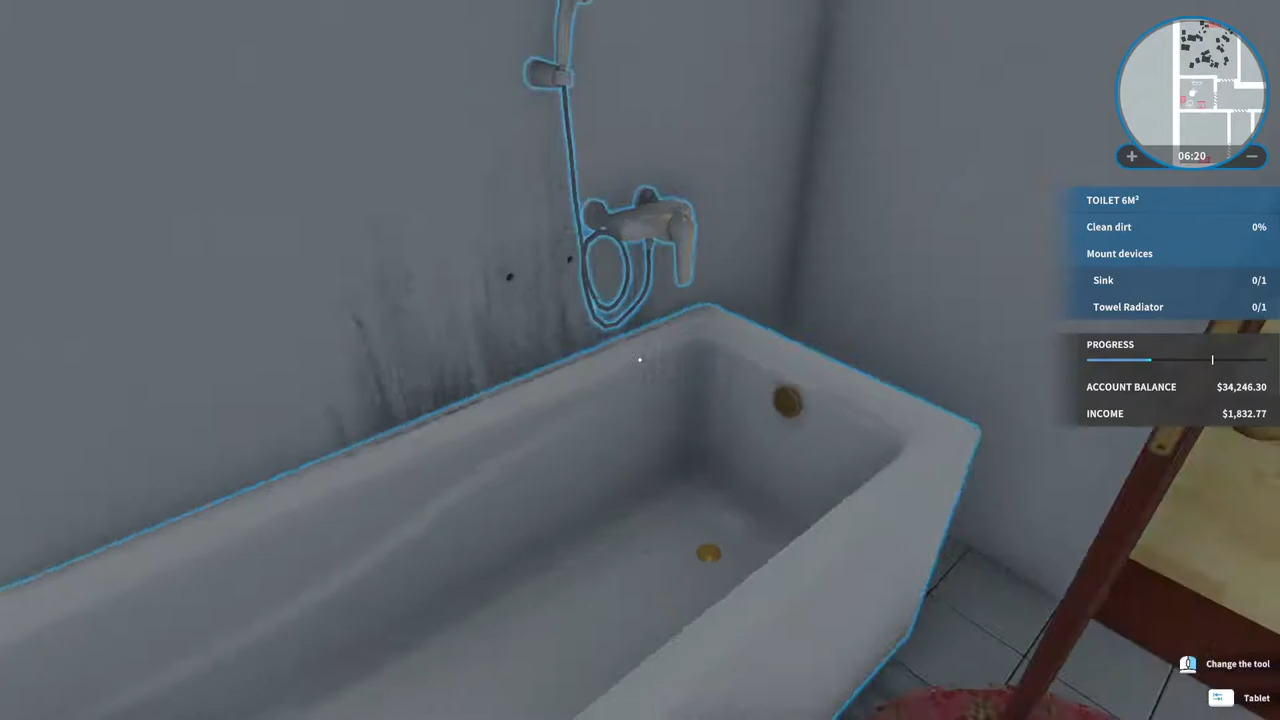 06:20
TOILET 6M²
Clean dirt 0%
Mount devices
Sink 0/1
Towel Radiator 0/1
PROGRESS
ACCOUNT BALANCE $34,246.30
INCOME $1,832.77
Change the tool
Tablet